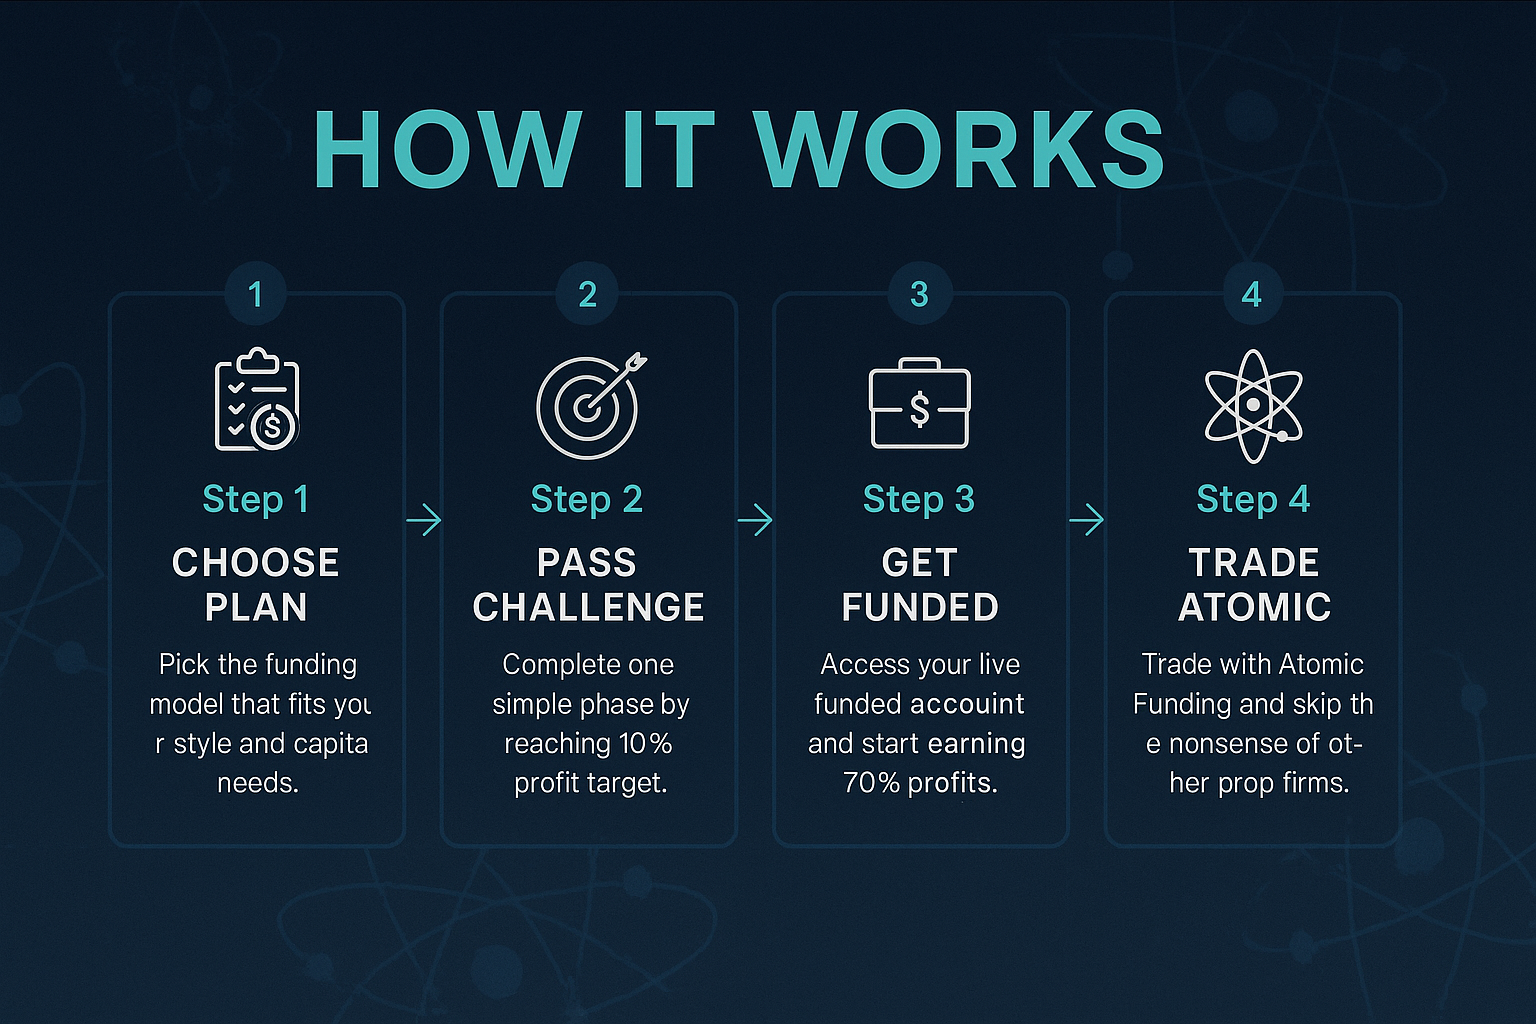 HOW IT WORKS
1
$
Step 1
CHOOSE
PLAN
Pick the funding
model that fits you
r style and capita
needs.
2
Step 2
PASS
CHALLENGE
Complete one
simple phase by
reaching 10%
profit target.
3
$
Step 3
GET
FUNDED
Access your live
funded account
and start earning
70% profits.
4
Step 4
TRADE
ATOMIC
Trade with Atomic
Funding and skip th
e nonsense of ot-
her prop firms.